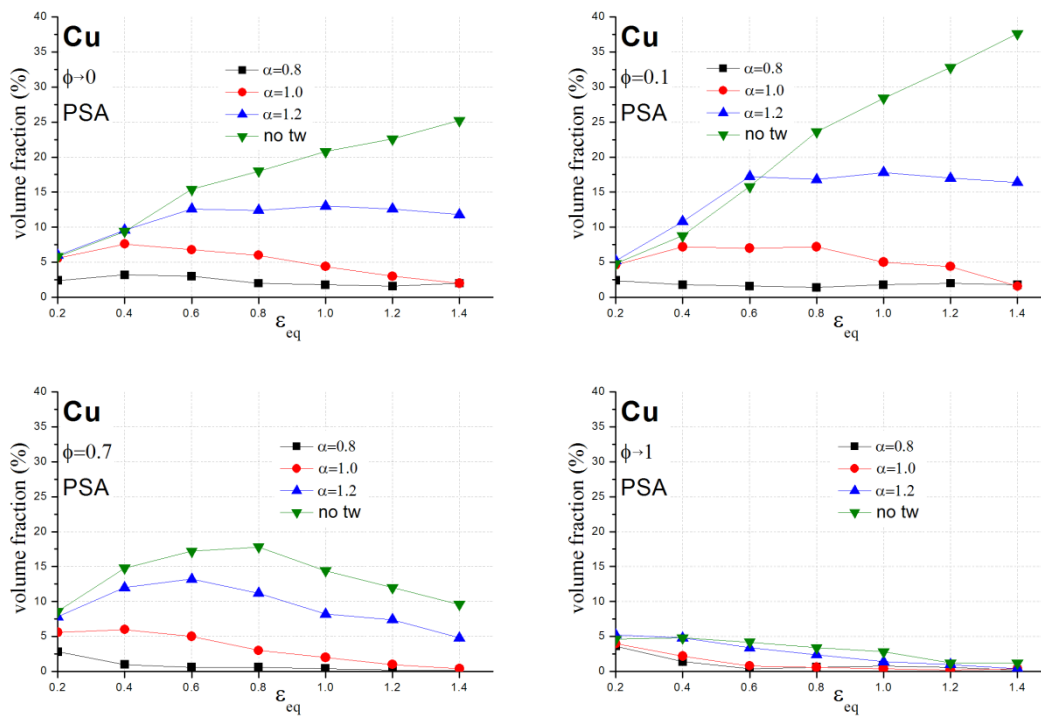 Cu
ϕ→0
PSA
α=0.8
α=1.0
α=1.2
no tw
volume fraction (%)
40
35
30
25
20
15
10
5
0
0.2 0.4 0.6 0.8 1.0 1.2 1.4
εeq
Cu
ϕ=0.1
PSA
α=0.8
α=1.0
α=1.2
no tw
volume fraction (%)
40
35
30
25
20
15
10
5
0
0.2 0.4 0.6 0.8 1.0 1.2 1.4
εeq
Cu
ϕ=0.7
PSA
α=0.8
α=1.0
α=1.2
no tw
volume fraction (%)
40
35
30
25
20
15
10
5
0
0.2 0.4 0.6 0.8 1.0 1.2 1.4
εeq
Cu
ϕ→1
PSA
α=0.8
α=1.0
α=1.2
no tw
volume fraction (%)
40
35
30
25
20
15
10
5
0
0.2 0.4 0.6 0.8 1.0 1.2 1.4
εeq